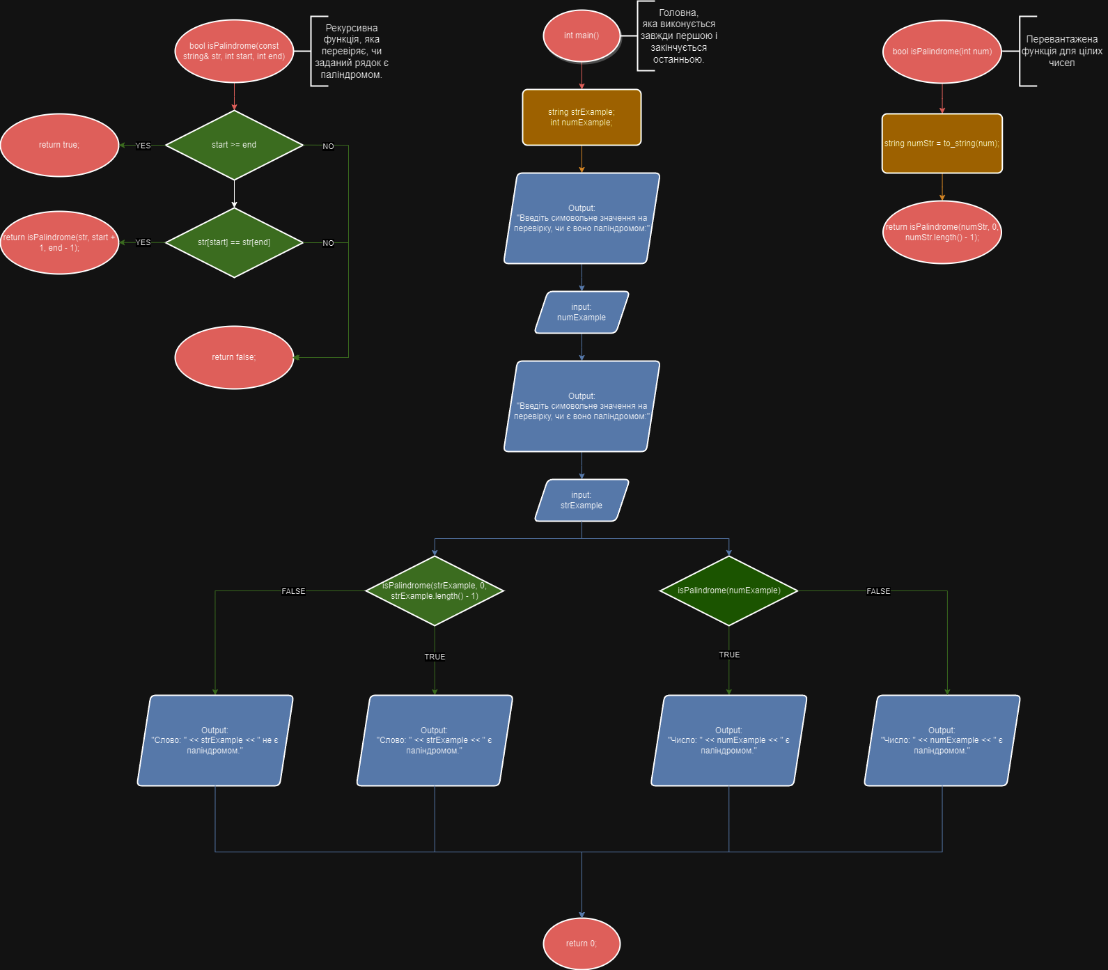 bool isPalindrome(const
string& str, int start, int end)
Рекурсивна
функція, яка
перевіряє, чи
заданий рядок є
паліндромом.
start >= end
YES
NO
return true;
str[start] == str[end]
YES
NO
return isPalindrome(str, start +
1, end - 1);
return false;
int main()
Головна,
яка виконується
завжди першою і
закінчується
останньою.
string strExample;
int numExample;
Output:
"Введіть симовольне значення на
перевірку, чи є воно паліндромом:"
input:
numExample
Output:
"Введіть симовольне значення на
перевірку, чи є воно паліндромом:"
input:
strExample
isPalindrome(strExample, 0,
strExample.length() - 1)
FALSE
TRUE
isPalindrome(numExample)
FALSE
TRUE
Output:
"Слово: " << strExample << " не є
паліндромом."
Output:
"Слово: " << strExample << " є
паліндромом."
Output:
"Число: " << numExample << " є
паліндромом."
Output:
"Число: " << numExample << " є
паліндромом."
return 0;
bool isPalindrome(int num)
Перевантажена
функція для цілих
чисел
string numStr = to_string(num);
return isPalindrome(numStr, 0,
numStr.length() - 1);